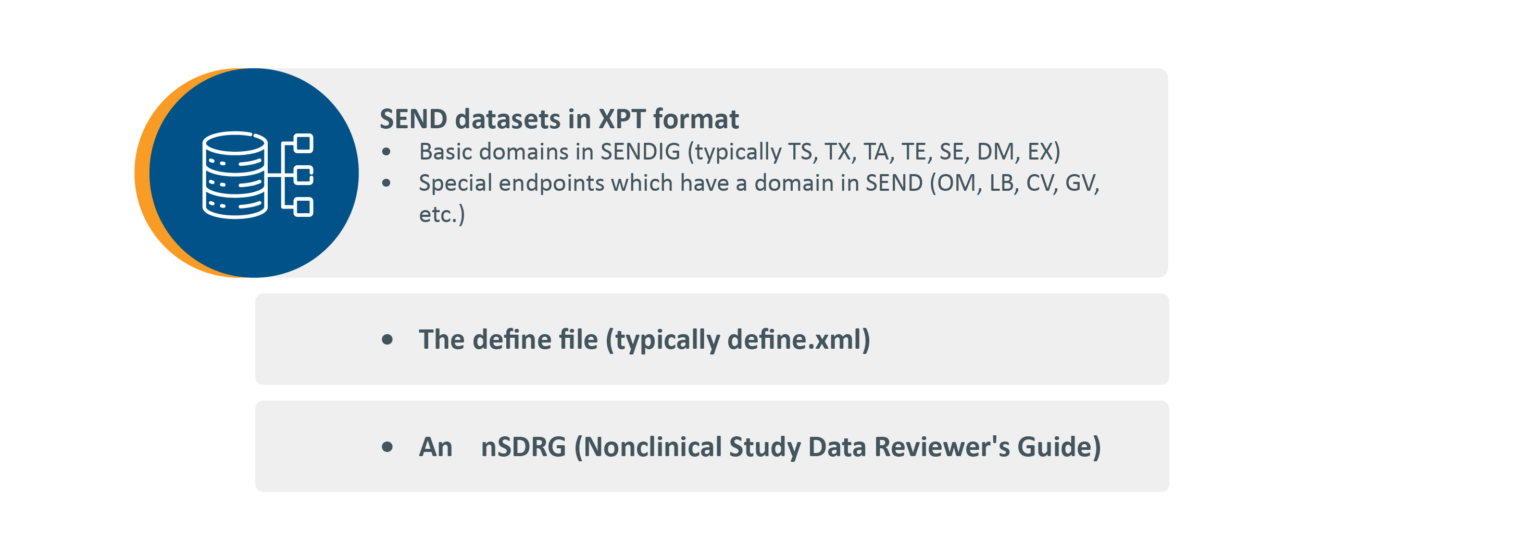 SEND datasets in XPT format
• Basic domains in SENDIG (typically TS, TX, TA, TE, SE, DM, EX)
• Special endpoints which have a domain in SEND (OM, LB, CV, GV,
etc.)
• The define file (typically define.xml)
• An nSDRG (Nonclinical Study Data Reviewer's Guide)